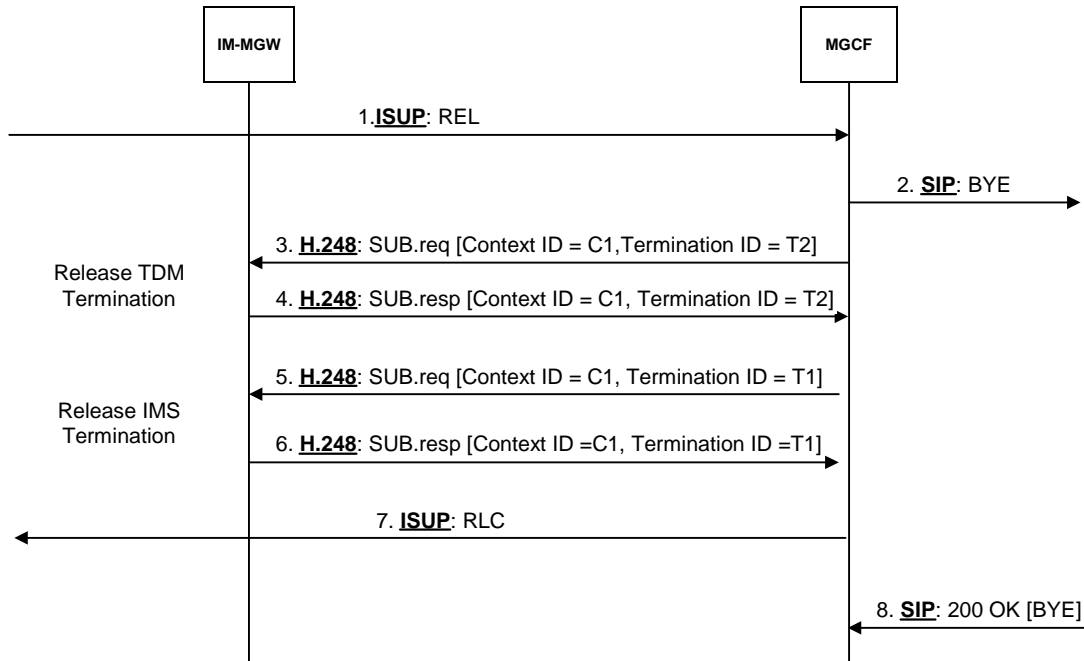 IM-MGW
MGCF
1.ISUP: REL
2. SIP: BYE
3. H.248: SUB.req [Context ID = C1,Termination ID = T2]
Release TDM
Termination
4. H.248: SUB.resp [Context ID = C1, Termination ID = T2]
5. H.248: SUB.req [Context ID = C1, Termination ID = T1]
Release IMS
Termination
6. H.248: SUB.resp [Context ID =C1, Termination ID =T1]
7. ISUP: RLC
8. SIP: 200 OK [BYE]